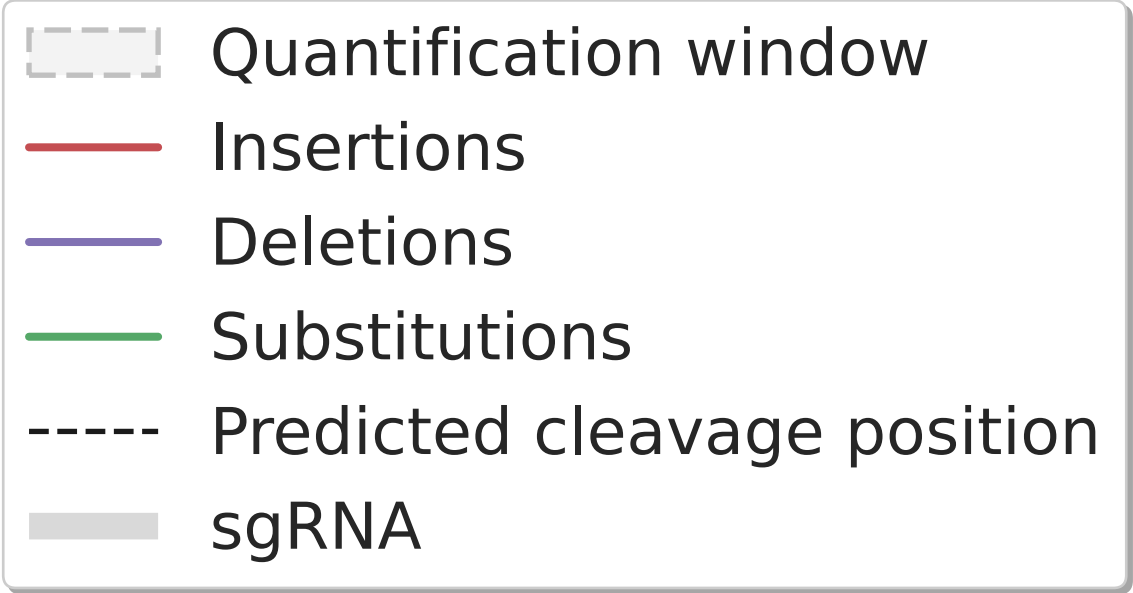 Quantification window
Insertions
Deletions
Substitutions
Predicted cleavage position
sgRNA